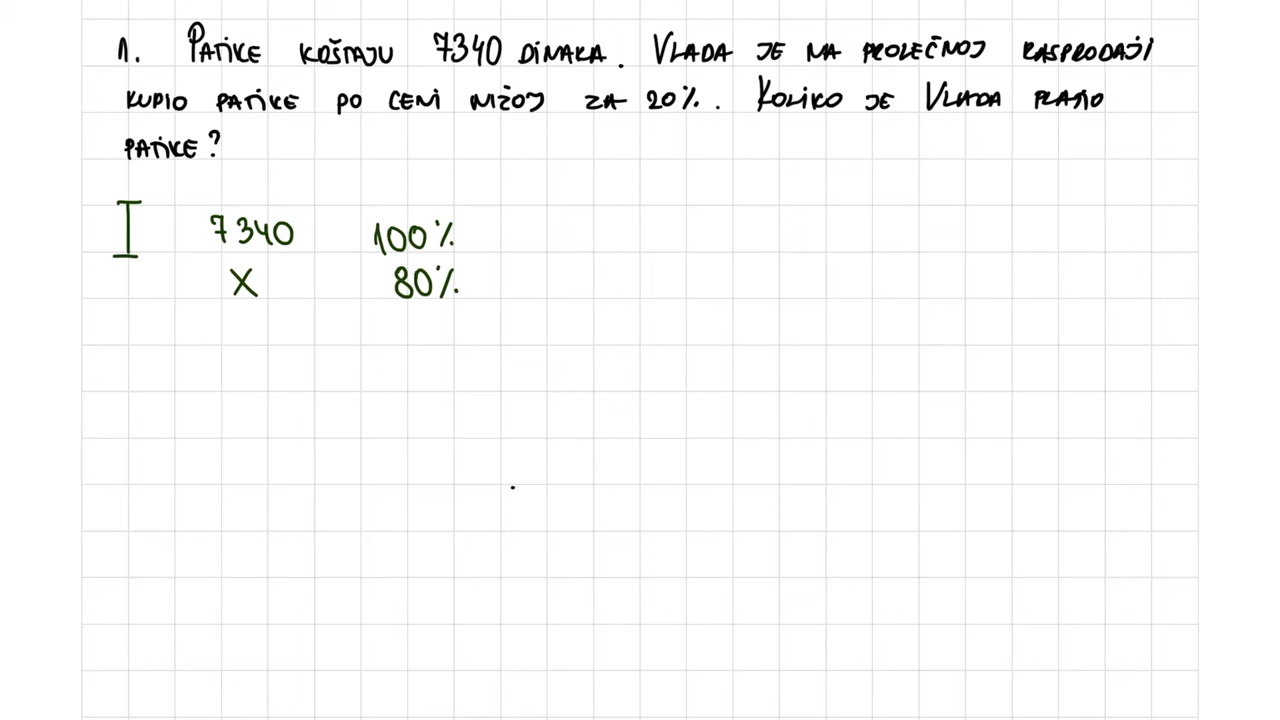 1. Patike koštaju 7340 dinara. Vlada je na prolećnoj rasprodaji
kupio patike po ceni nižoj za 20%. Koliko je Vlada platio
patike?
I 7340 100%
X 80%